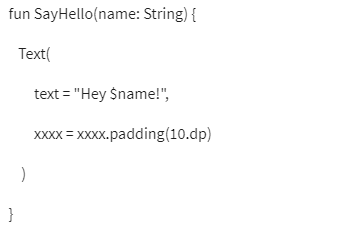 fun SayHello(name: String) {
Text(
text = "Hey $name!",
xxxx = xxxx.padding(10.dp)
)
}